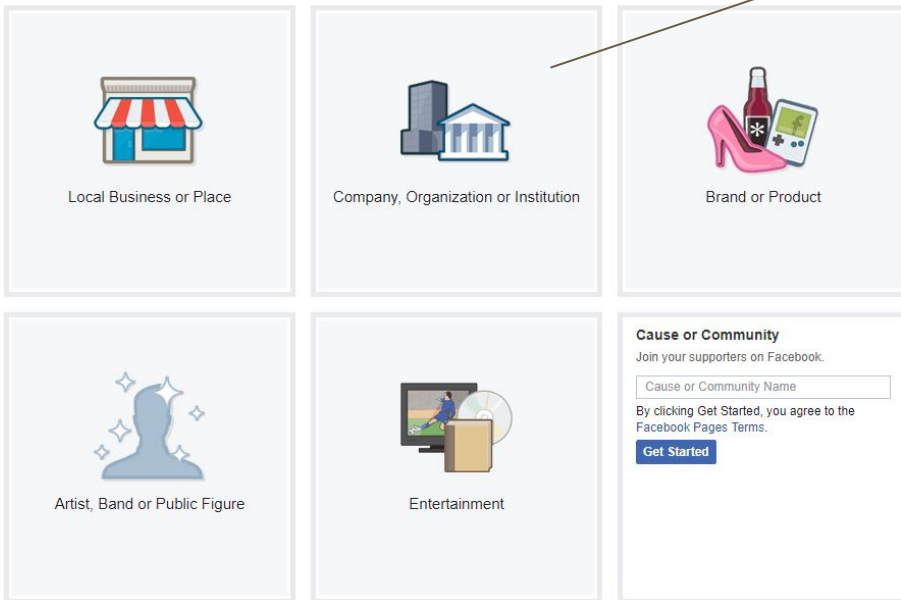 Local Business or Place
Company, Organization or Institution
Brand or Product
Artist, Band or Public Figure
Entertainment
Cause or Community
Join your supporters on Facebook.
Cause or Community Name
By clicking Get Started, you agree to the
Facebook Pages Terms.
Get Started